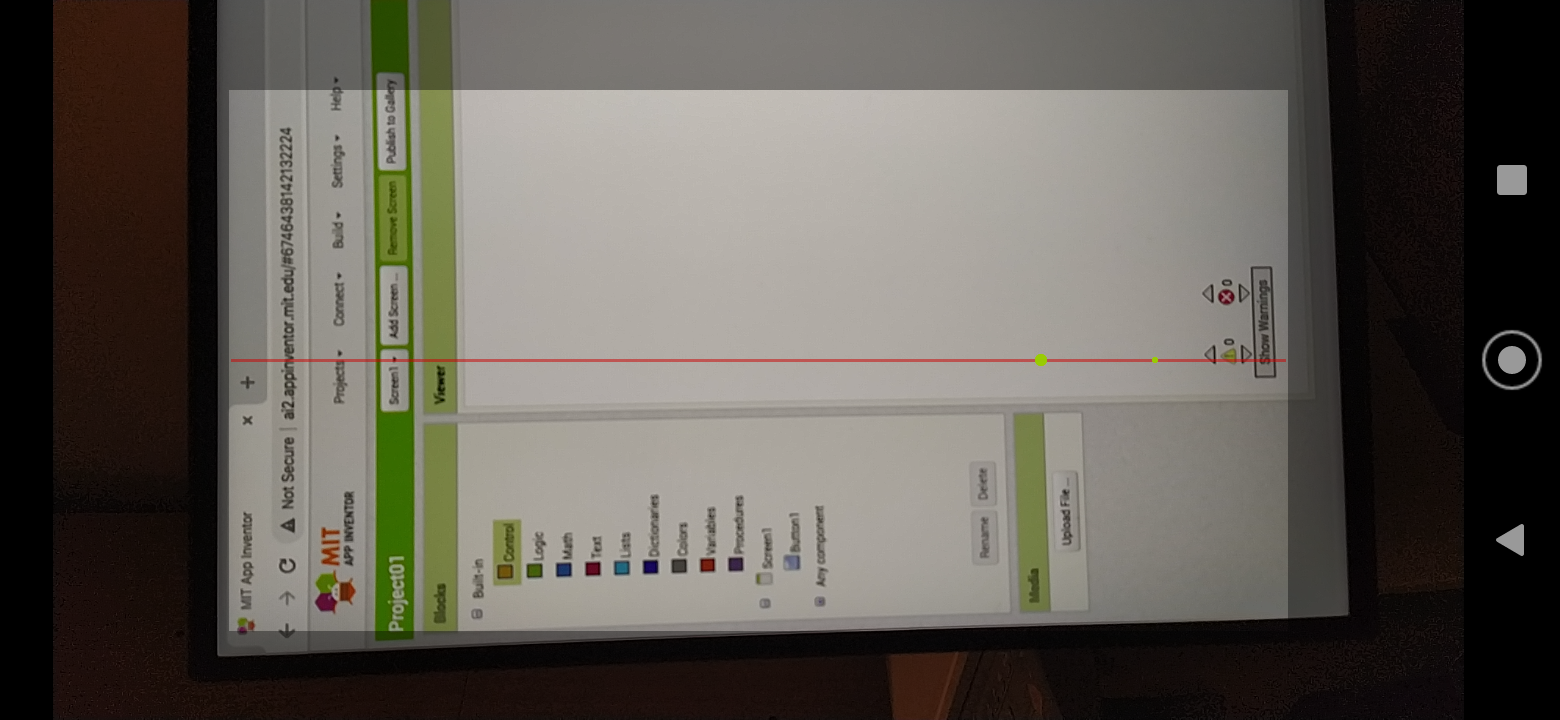 MIT App Inventor × +
Not Secure | ai2.appinventor.mit.edu/#6746438142132224
MIT
APP INVENTOR
Projects Connect Build Settings Help
Project01 Screen1 Add Screen ... Remove Screen Publish to Gallery
Blocks
Built-in
Control
Logic
Math
Text
Lists
Dictionaries
Colors
Variables
Procedures
Screen1
Button1
Any component
Rename Delete
Media
Upload File ...
Viewer
0 0
Show Warnings